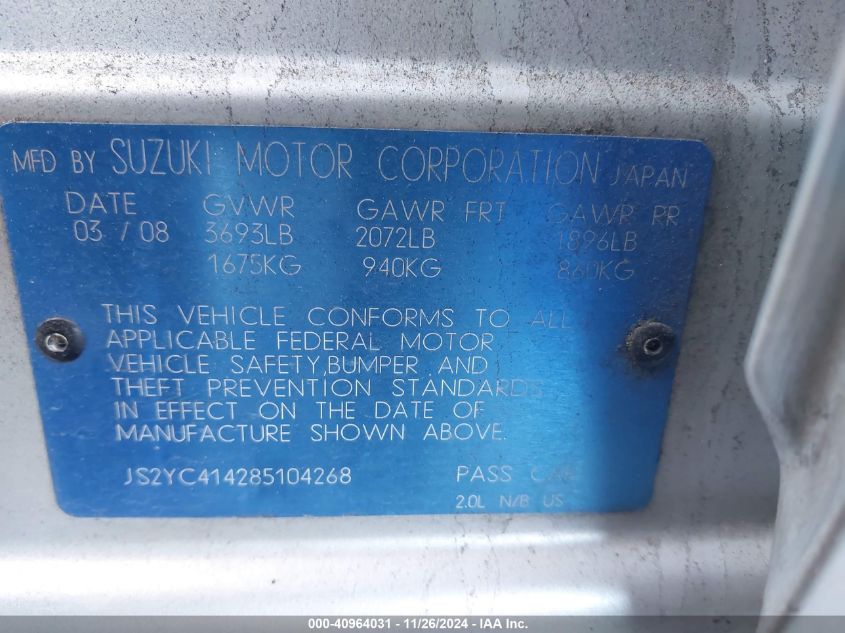 MFD BY SUZUKI MOTOR CORPORATION JAPAN
DATE GVWR GAWR FRT GAWR RR
03 / 08 3693LB 2072LB 1896LB
1675KG 940KG 860KG
THIS VEHICLE CONFORMS TO ALL
APPLICABLE FEDERAL MOTOR
VEHICLE SAFETY,BUMPER AND
THEFT PREVENTION STANDARDS
IN EFFECT ON THE DATE OF
MANUFACTURE SHOWN ABOVE.
JS2YC414285104268 PASS CAR
2.0L N/B US
000-40964031 - 11/26/2024 - IAA Inc.